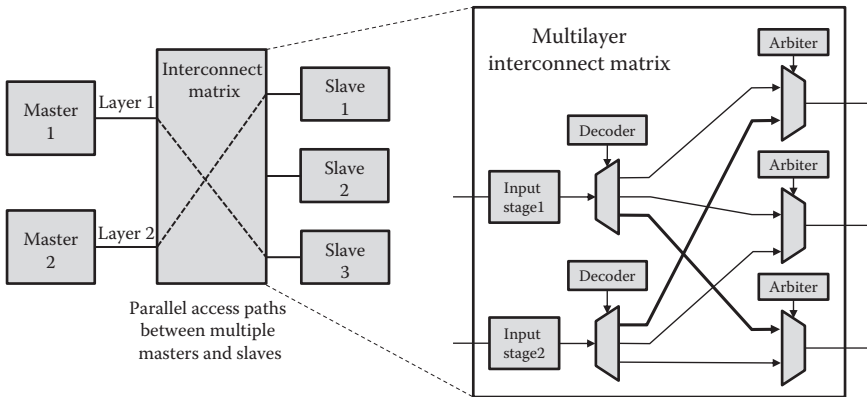 Master
1
Layer 1
Master
2
Layer 2
Interconnect
matrix
Slave
1
Slave
2
Slave
3
Parallel access paths
between multiple
masters and slaves
Multilayer
interconnect matrix
Input
stage1
Decoder
Input
stage2
Decoder
Arbiter
Arbiter
Arbiter